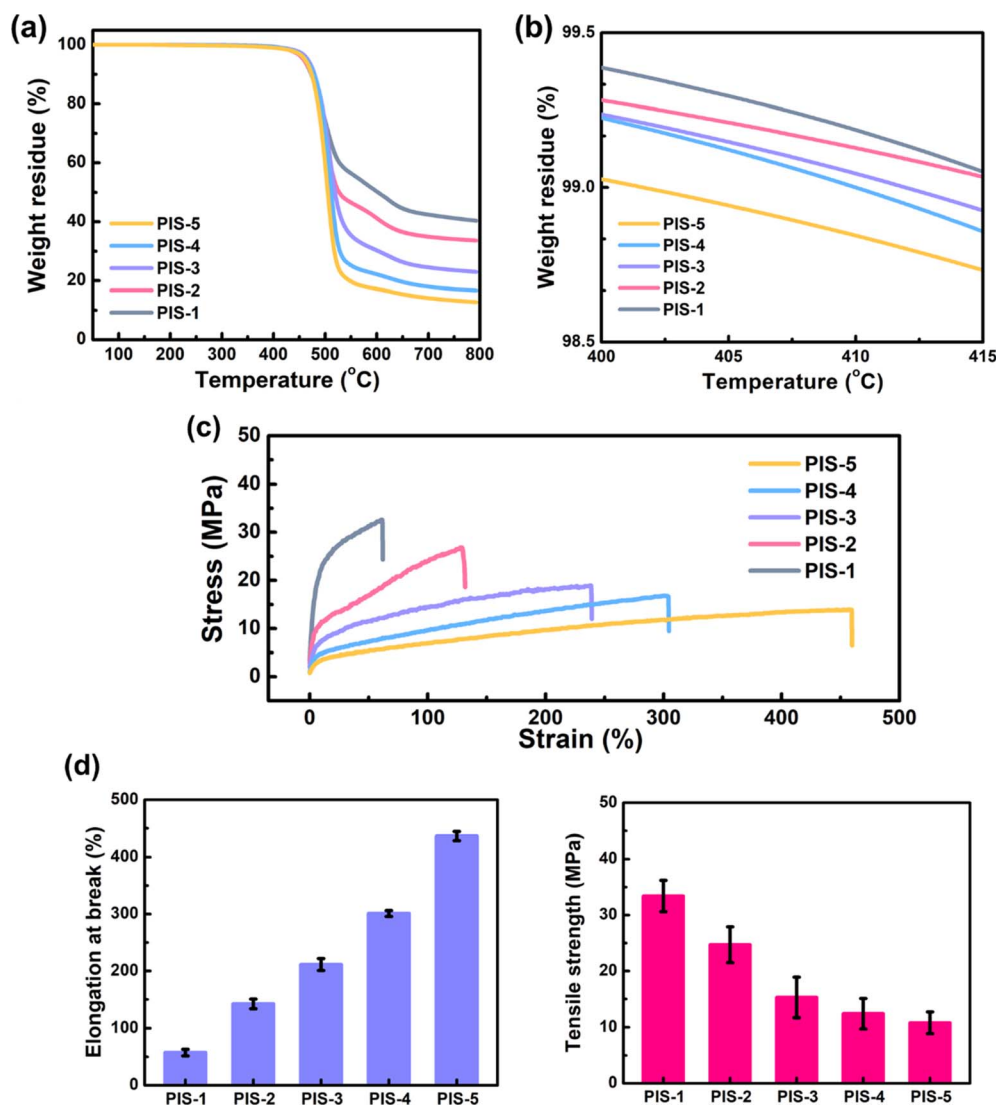 (a)
100
80
60
40
20
0
Weight residue (%)
PIS-5
PIS-4
PIS-3
PIS-2
PIS-1
100 200 300 400 500 600 700 800
Temperature (°C)
(b)
99.5
99.0
98.5
Weight residue (%)
PIS-5
PIS-4
PIS-3
PIS-2
PIS-1
400 405 410 415
Temperature (°C)
(c)
50
40
30
20
10
0
Stress (MPa)
PIS-5
PIS-4
PIS-3
PIS-2
PIS-1
0 100 200 300 400 500
Strain (%)
(d)
500
400
300
200
100
0
Elongation at break (%)
PIS-1 PIS-2 PIS-3 PIS-4 PIS-5
50
40
30
20
10
0
Tensile strength (MPa)
PIS-1 PIS-2 PIS-3 PIS-4 PIS-5